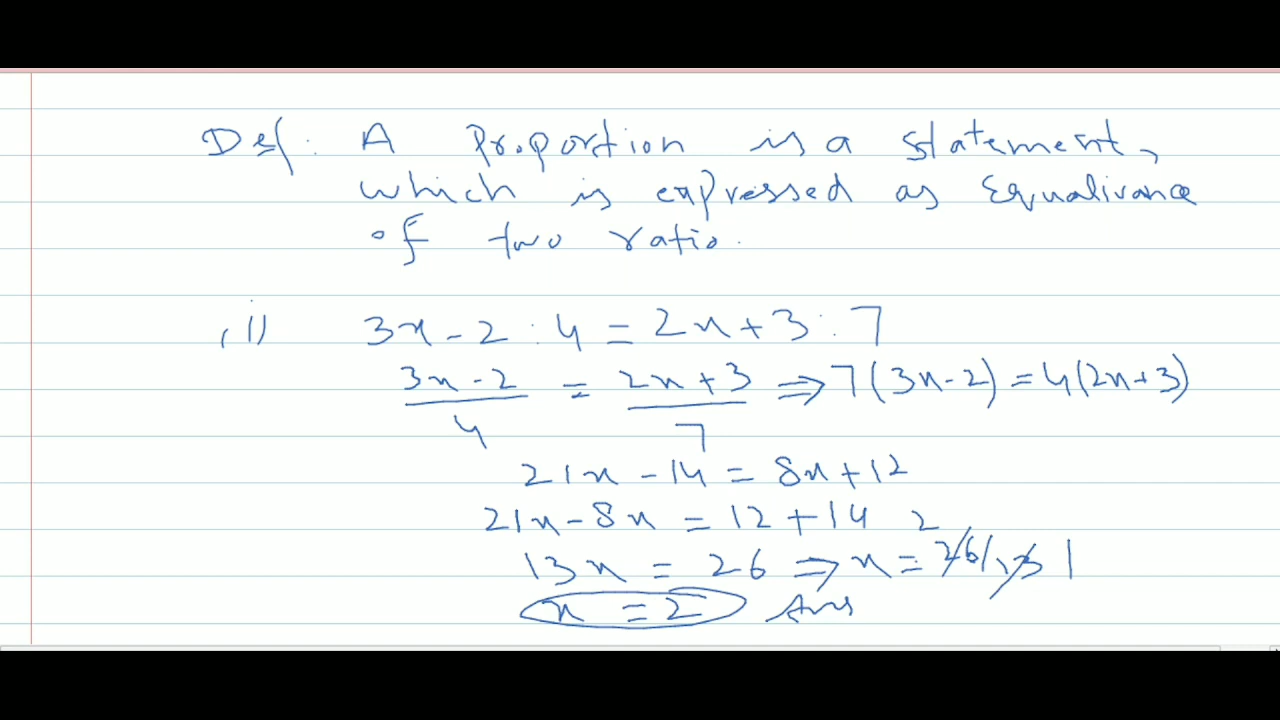 Def: A Proportion is a statement,
which is expressed as Equalivance
of two ratio.
(i) 3x - 2 : 4 = 2x + 3 : 7
(3x - 2)/4 = (2x + 3)/7 ⇒ 7(3x - 2) = 4(2x + 3)
21x - 14 = 8x + 12
21x - 8x = 12 + 14
13x = 26 ⇒ x = 26/13 2 1
x = 2 Ans